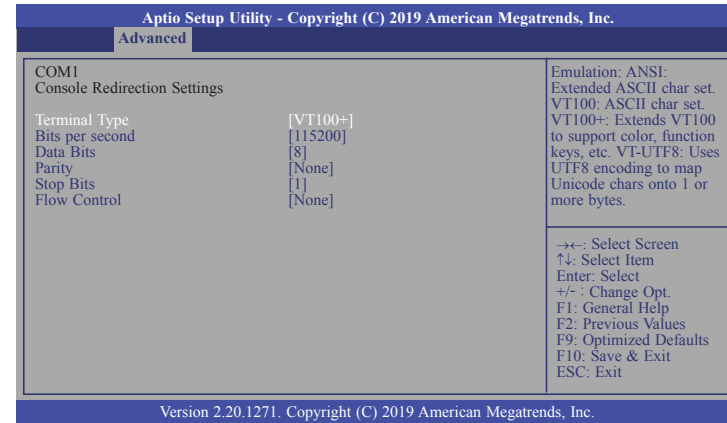 Aptio Setup Utility - Copyright (C) 2019 American Megatrends, Inc.
Advanced
COM1
Console Redirection Settings
Terminal Type [VT100+]
Bits per second [115200]
Data Bits [8]
Parity [None]
Stop Bits [1]
Flow Control [None]
Emulation: ANSI:
Extended ASCII char set.
VT100: ASCII char set.
VT100+: Extends VT100
to support color, function
keys, etc. VT-UTF8: Uses
UTF8 encoding to map
Unicode chars onto 1 or
more bytes.
→←: Select Screen
↑↓: Select Item
Enter: Select
+/- : Change Opt.
F1: General Help
F2: Previous Values
F9: Optimized Defaults
F10: Save & Exit
ESC: Exit
Version 2.20.1271. Copyright (C) 2019 American Megatrends, Inc.